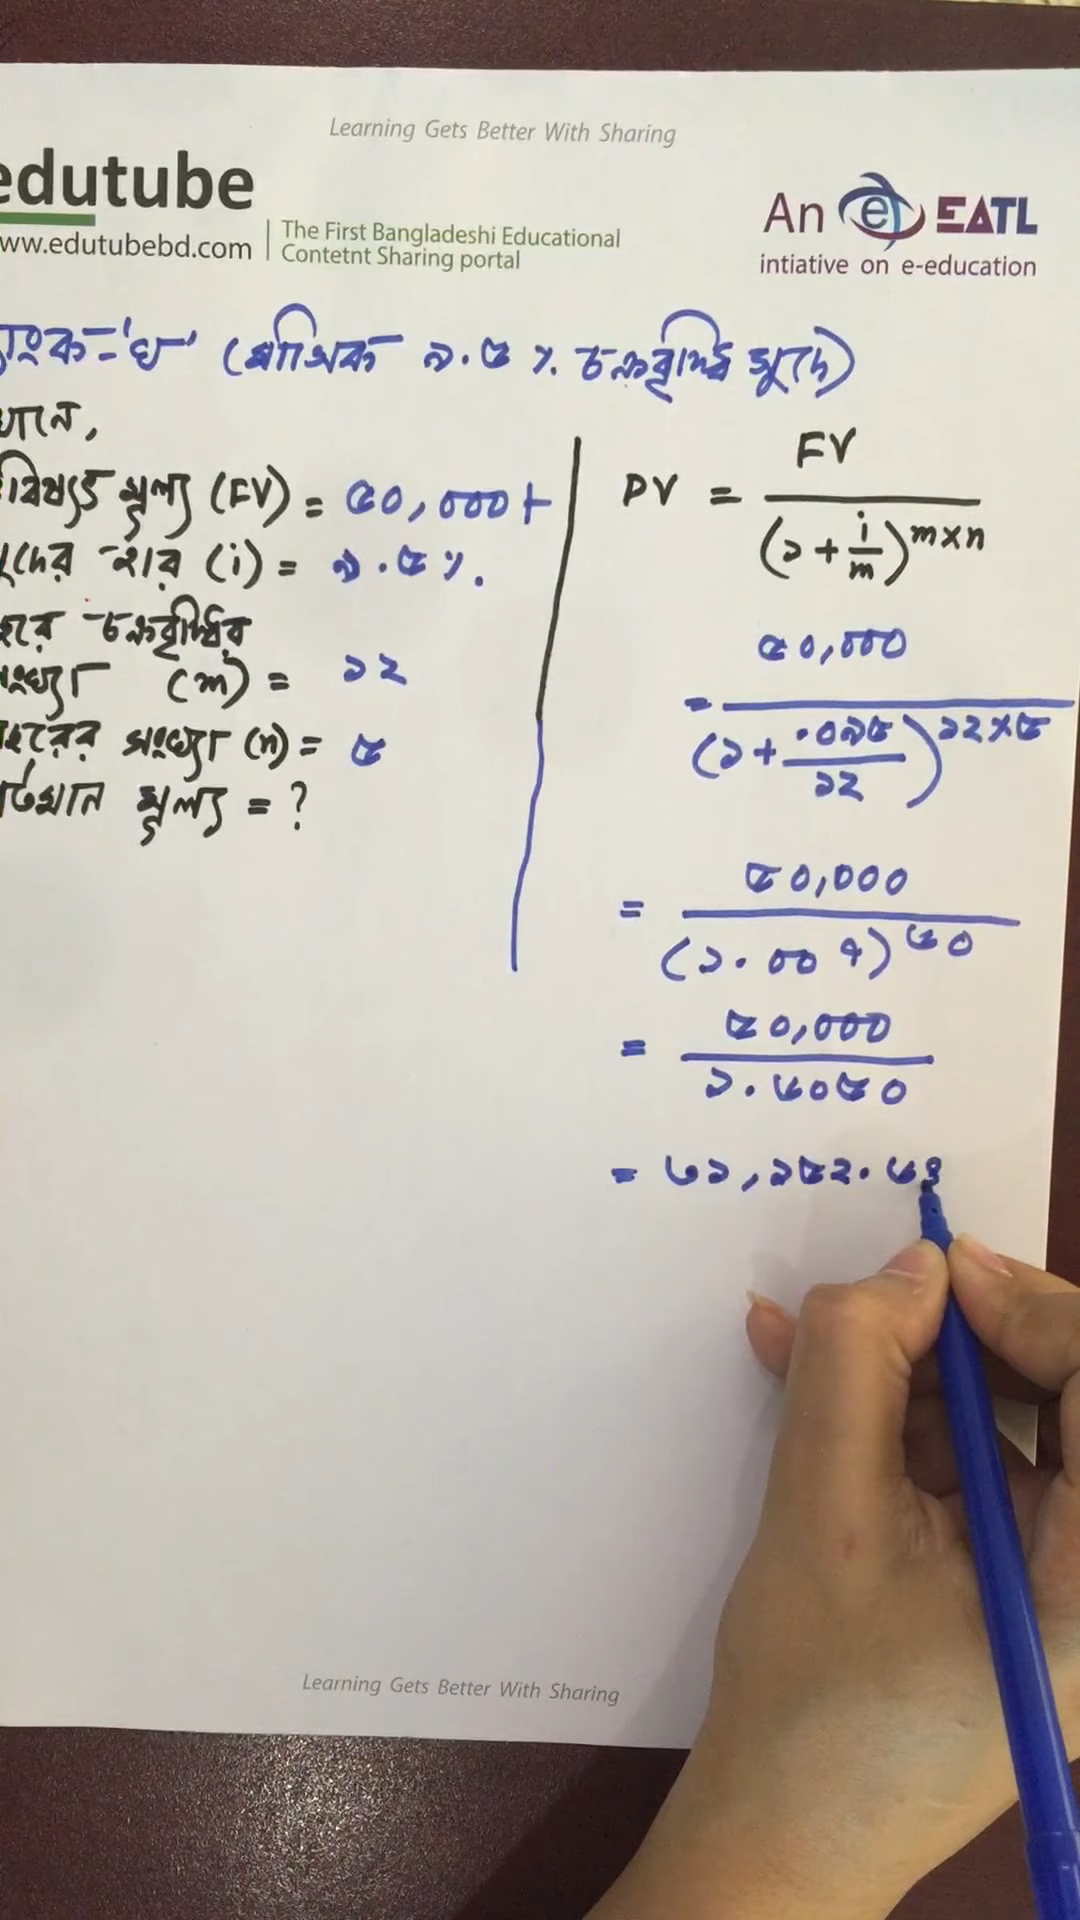 Learning Gets Better With Sharing
edutube
www.edutubebd.com
The First Bangladeshi Educational
Contetnt Sharing portal
An e EATL
intiative on e-education
ব্যাংক-'খ' (মাসিক ৯.৫% চক্রবৃদ্ধি সুদে)
এখানে,
ভবিষ্যৎ মূল্য (FV) = ৫০,০০০৳
সুদের হার (i) = ৯.৫%
বছরে চক্রবৃদ্ধির
সংখ্যা (m) = ১২
বছরের সংখ্যা (n) = ৫
বর্তমান মূল্য = ?
PV = FV / (১ + i/m)^m×n
= ৫০,০০০ / (১ + .০৯৫/১২)^১২×৫
= ৫০,০০০ / (১.০০৭)^৬০
= ৫০,০০০ / ১.৬০৫০
= ৩১,১৫২.৬
Learning Gets Better With Sharing